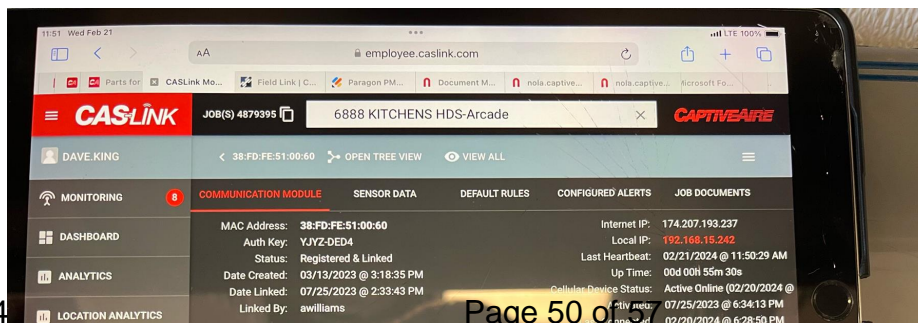 11:51 Wed Feb 21
LTE 100%
AA employee.caslink.com
Parts for CASLink Mo... Field Link | C... Paragon PM... Document M... nola.captive... nola.captive... Microsoft Fo...
CASLINK JOB(S) 4879395 6888 KITCHENS HDS-Arcade CAPTIVEAIRE
DAVE.KING 38:FD:FE:51:00:60 OPEN TREE VIEW VIEW ALL
MONITORING 8 COMMUNICATION MODULE SENSOR DATA DEFAULT RULES CONFIGURED ALERTS JOB DOCUMENTS
DASHBOARD
ANALYTICS
LOCATION ANALYTICS
MAC Address: 38:FD:FE:51:00:60
Auth Key: YJYZ-DED4
Status: Registered & Linked
Date Created: 03/13/2023 @ 3:18:35 PM
Date Linked: 07/25/2023 @ 2:33:43 PM
Linked By: awilliams
Internet IP: 174.207.193.237
Local IP: 192.168.15.242
Last Heartbeat: 02/21/2024 @ 11:50:29 AM
Up Time: 00d 00h 55m 30s
Cellular Device Status: Active Online (02/20/2024 @
Activated: 07/25/2023 @ 6:34:13 PM
02/20/2024 @ 6:28:50 PM
4
Page 50 of 57